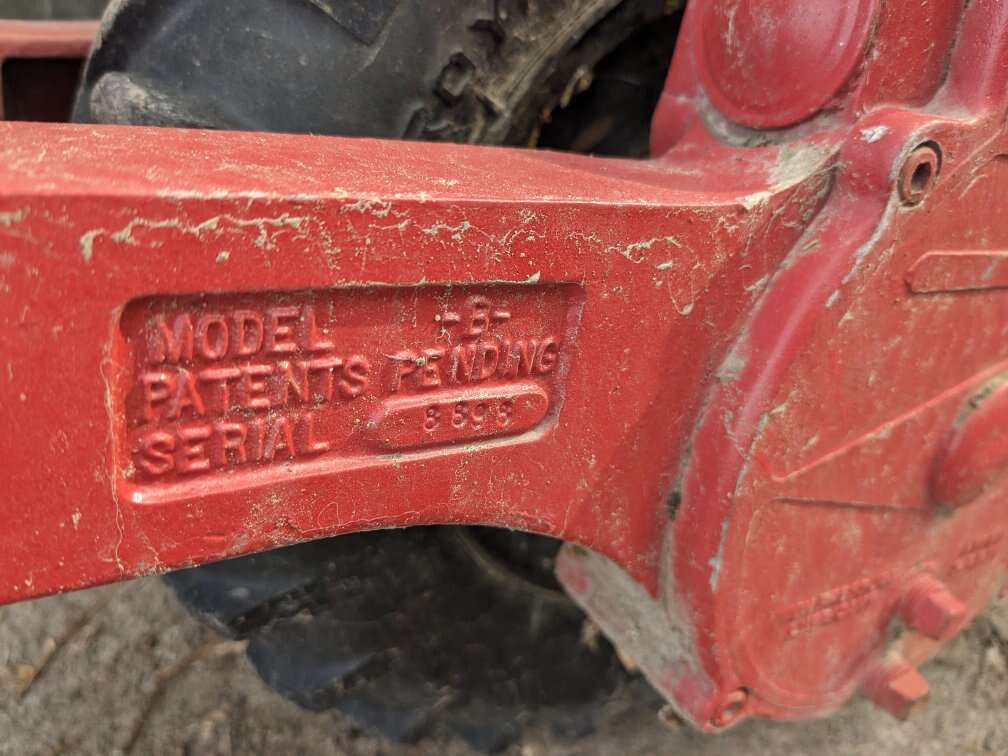 MODEL -B-
PATENTS PENDING
SERIAL 8898